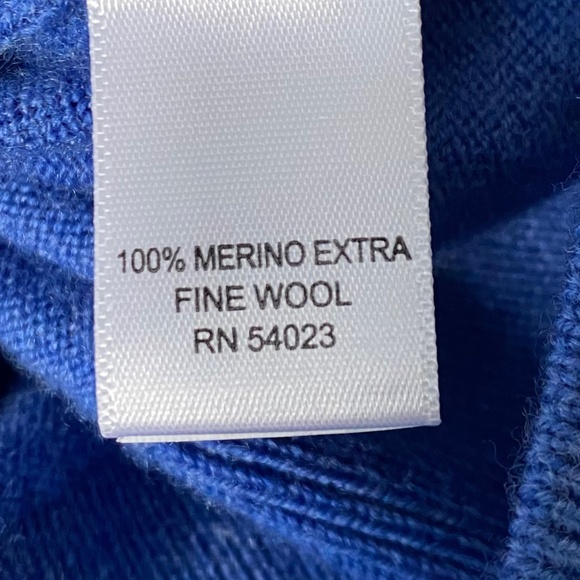 100% MERINO EXTRA
FINE WOOL
RN 54023